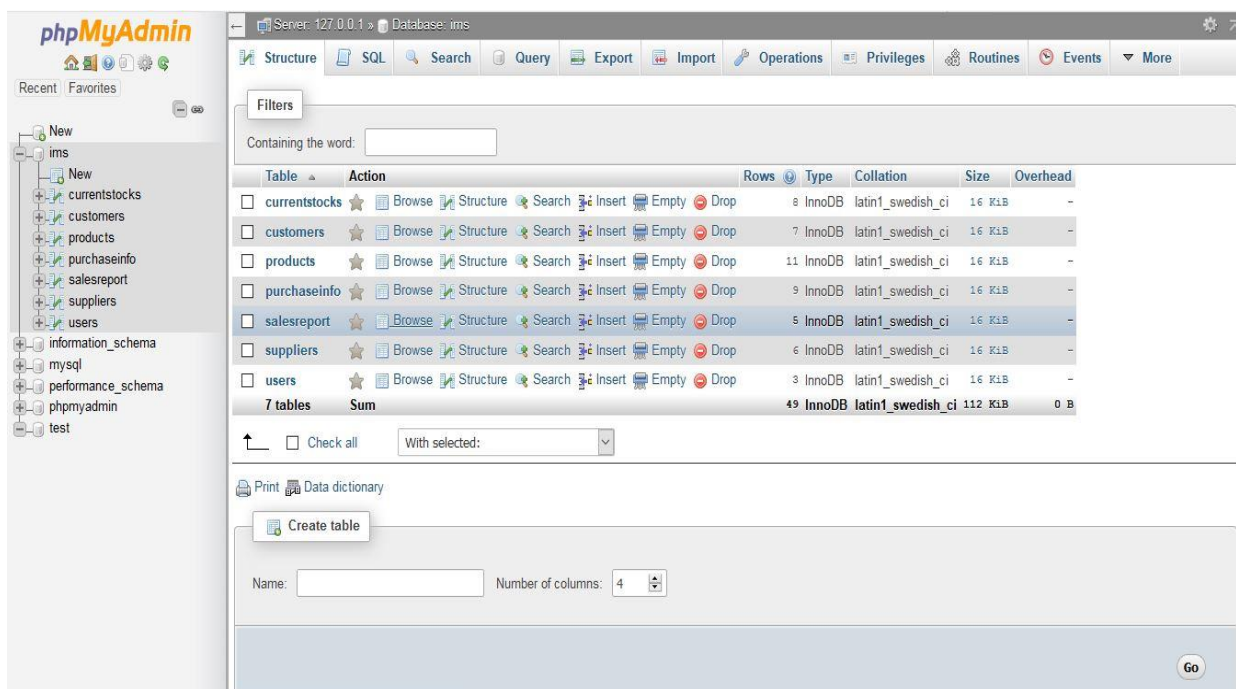 phpMyAdmin
Recent Favorites
New
ims
New
currentstocks
customers
products
purchaseinfo
salesreport
suppliers
users
information_schema
mysql
performance_schema
phpmyadmin
test
Server: 127.0.0.1 » Database: ims
Structure SQL Search Query Export Import Operations Privileges Routines Events More
Filters
Containing the word:
Table Action Rows Type Collation Size Overhead
currentstocks Browse Structure Search Insert Empty Drop 8 InnoDB latin1_swedish_ci 16 KiB -
customers Browse Structure Search Insert Empty Drop 7 InnoDB latin1_swedish_ci 16 KiB -
products Browse Structure Search Insert Empty Drop 11 InnoDB latin1_swedish_ci 16 KiB -
purchaseinfo Browse Structure Search Insert Empty Drop 9 InnoDB latin1_swedish_ci 16 KiB -
salesreport Browse Structure Search Insert Empty Drop 5 InnoDB latin1_swedish_ci 16 KiB -
suppliers Browse Structure Search Insert Empty Drop 6 InnoDB latin1_swedish_ci 16 KiB -
users Browse Structure Search Insert Empty Drop 3 InnoDB latin1_swedish_ci 16 KiB -
7 tables Sum 49 InnoDB latin1_swedish_ci 112 KiB 0 B
Check all With selected:
Print Data dictionary
Create table
Name: Number of columns: 4
Go